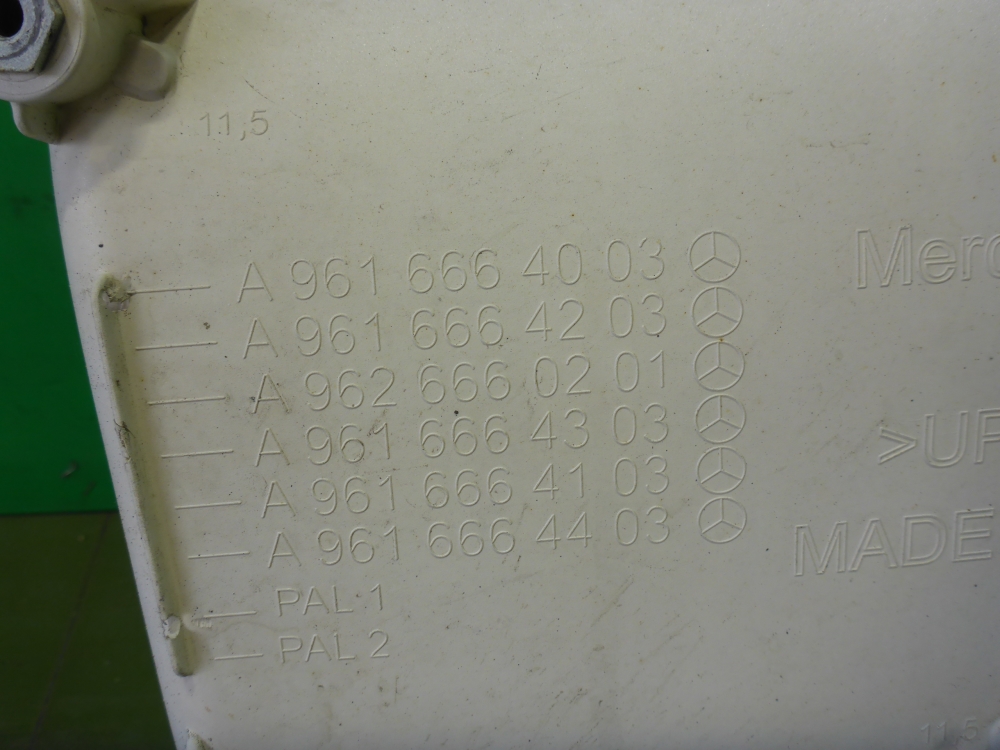 11,5
A 961 666 40 03
Merc
A 961 666 42 03
A 962 666 02 01
A 961 666 43 03
>UP
A 961 666 41 03
A 961 666 44 03
MADE
PAL 1
PAL 2
11,5